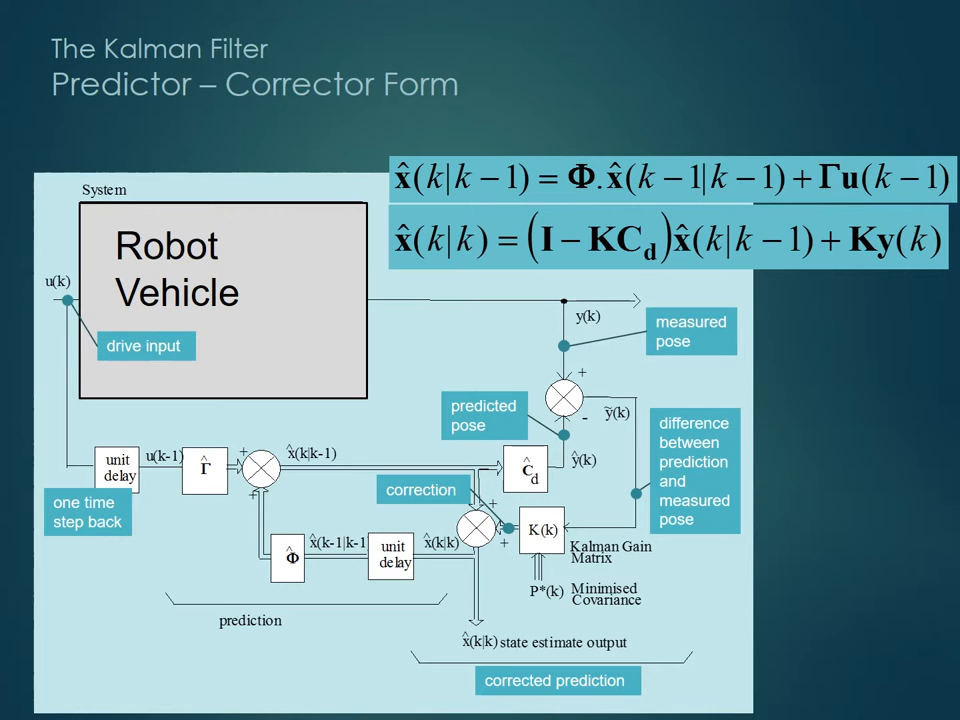 The Kalman Filter
Predictor – Corrector Form
x̂(k|k − 1) = Φ.x̂(k − 1|k − 1) + Γu(k − 1)
x̂(k|k) = (I − KC_d)x̂(k|k − 1) + Ky(k)
System
Robot
Vehicle
u(k)
drive input
y(k)
measured
pose
+
-
ỹ(k)
predicted
pose
ŷ(k)
difference
between
prediction
and
measured
pose
unit
delay
u(k-1)
Γ̂
+
+
x̂(k|k-1)
Ĉ
d
correction
+
+
K(k)
Kalman Gain
Matrix
one time
step back
Φ̂
x̂(k-1|k-1)
unit
delay
x̂(k|k)
P*(k)
Minimised
Covariance
prediction
x̂(k|k) state estimate output
corrected prediction